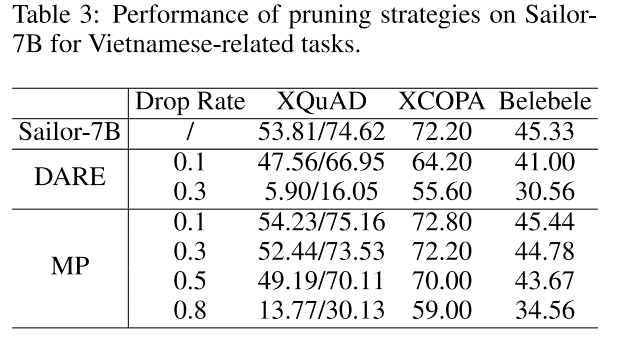 Table 3: Performance of pruning strategies on Sailor-
7B for Vietnamese-related tasks.
Drop Rate XQuAD XCOPA Belebele
Sailor-7B / 53.81/74.62 72.20 45.33
DARE 0.1 47.56/66.95 64.20 41.00
0.3 5.90/16.05 55.60 30.56
MP 0.1 54.23/75.16 72.80 45.44
0.3 52.44/73.53 72.20 44.78
0.5 49.19/70.11 70.00 43.67
0.8 13.77/30.13 59.00 34.56